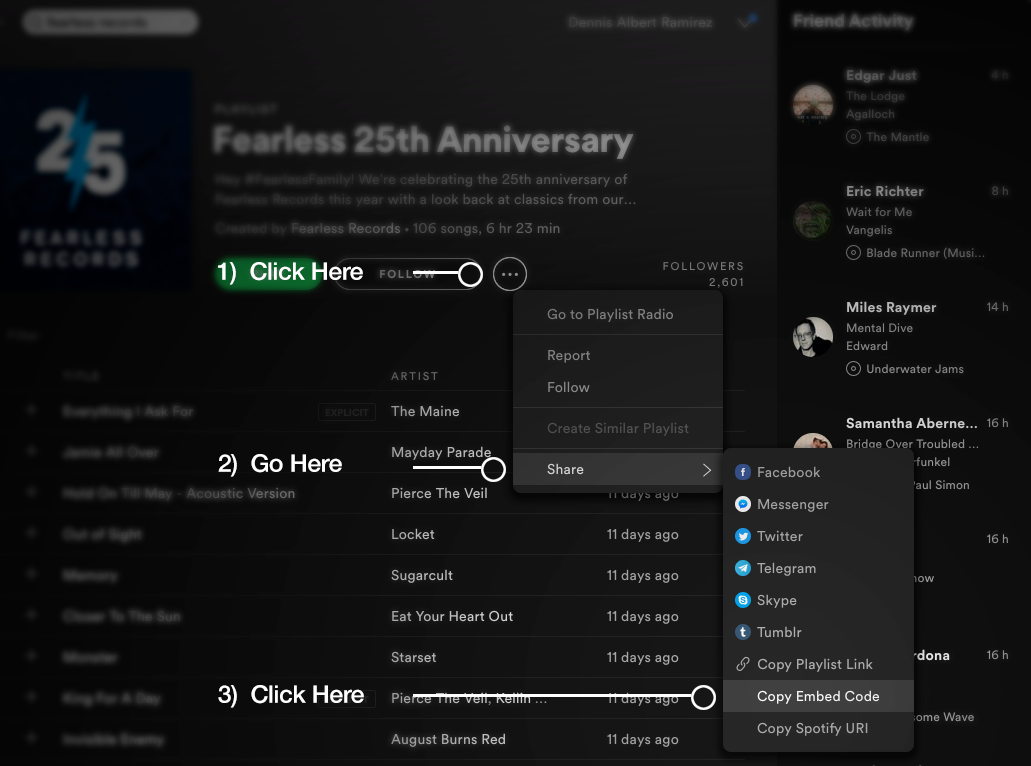 fearless records
Dennis Albert Ramirez
Friend Activity
25
FEARLESS
RECORDS
PLAYLIST
Fearless 25th Anniversary
Hey #FearlessFamily! We're celebrating the 25th anniversary of
Fearless Records this year with a look back at classics from our...
Created by Fearless Records • 106 songs, 6 hr 23 min
1) Click Here
FOLLOW
FOLLOWERS
2,601
Go to Playlist Radio
Report
Follow
Create Similar Playlist
Share
Filter
TITLE
ARTIST
Everything I Ask For
EXPLICIT
The Maine
Jamie All Over
Mayday Parade
2) Go Here
Hold On Till May - Acoustic Version
Pierce The Veil
11 days ago
Out of Sight
Locket
11 days ago
Memory
Sugarcult
11 days ago
Closer To The Sun
Eat Your Heart Out
11 days ago
Monster
Starset
11 days ago
3) Click Here
King For A Day
Pierce The Veil, Kellin ...
11 days ago
Invisible Enemy
August Burns Red
11 days ago
Facebook
Messenger
Twitter
Telegram
Skype
Tumblr
Copy Playlist Link
Copy Embed Code
Copy Spotify URI
Edgar Just
4 h
The Lodge
Agalloch
The Mantle
Eric Richter
8 h
Wait for Me
Vangelis
Blade Runner (Musi...
Miles Raymer
14 h
Mental Dive
Edward
Underwater Jams
Samantha Aberne...
16 h
Bridge Over Troubled ...
rfunkel
Paul Simon
16 h
now
rdona
16 h
some Wave